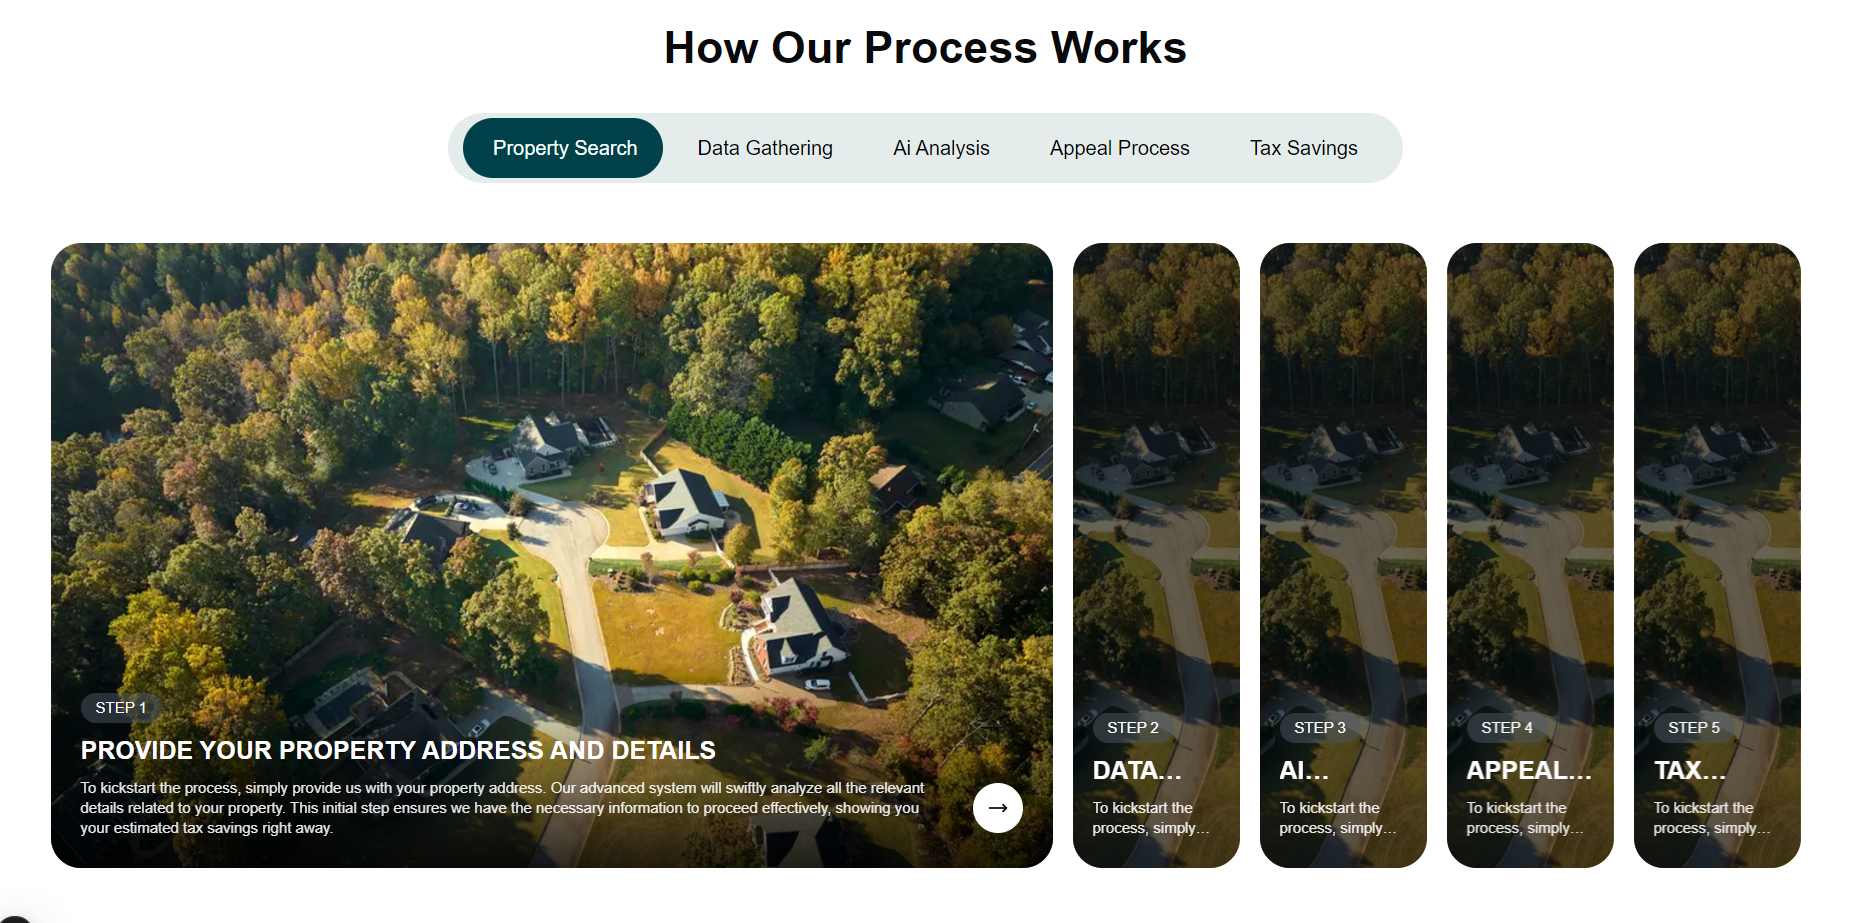 How Our Process Works
Property Search
Data Gathering
Ai Analysis
Appeal Process
Tax Savings
STEP 1
PROVIDE YOUR PROPERTY ADDRESS AND DETAILS
To kickstart the process, simply provide us with your property address. Our advanced system will swiftly analyze all the relevant
details related to your property. This initial step ensures we have the necessary information to proceed effectively, showing you
your estimated tax savings right away.
STEP 2
DATA...
To kickstart the
process, simply...
STEP 3
AI...
To kickstart the
process, simply...
STEP 4
APPEAL...
To kickstart the
process, simply...
STEP 5
TAX...
To kickstart the
process, simply...